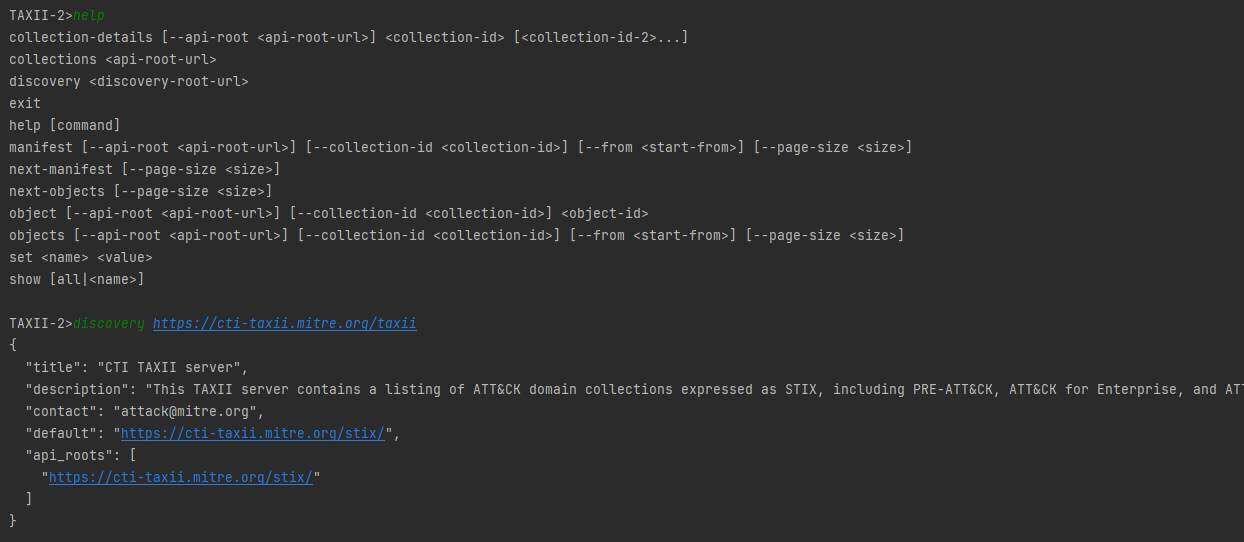 TAXII-2>help
collection-details [--api-root <api-root-url>] <collection-id> [<collection-id-2>...]
collections <api-root-url>
discovery <discovery-root-url>
exit
help [command]
manifest [--api-root <api-root-url>] [--collection-id <collection-id>] [--from <start-from>] [--page-size <size>]
next-manifest [--page-size <size>]
next-objects [--page-size <size>]
object [--api-root <api-root-url>] [--collection-id <collection-id>] <object-id>
objects [--api-root <api-root-url>] [--collection-id <collection-id>] [--from <start-from>] [--page-size <size>]
set <name> <value>
show [all|<name>]
TAXII-2>discovery https://cti-taxii.mitre.org/taxii
{
  "title": "CTI TAXII server",
  "description": "This TAXII server contains a listing of ATT&CK domain collections expressed as STIX, including PRE-ATT&CK, ATT&CK for Enterprise, and AT
  "contact": "attack@mitre.org",
  "default": "https://cti-taxii.mitre.org/stix/",
  "api_roots": [
    "https://cti-taxii.mitre.org/stix/"
  ]
}